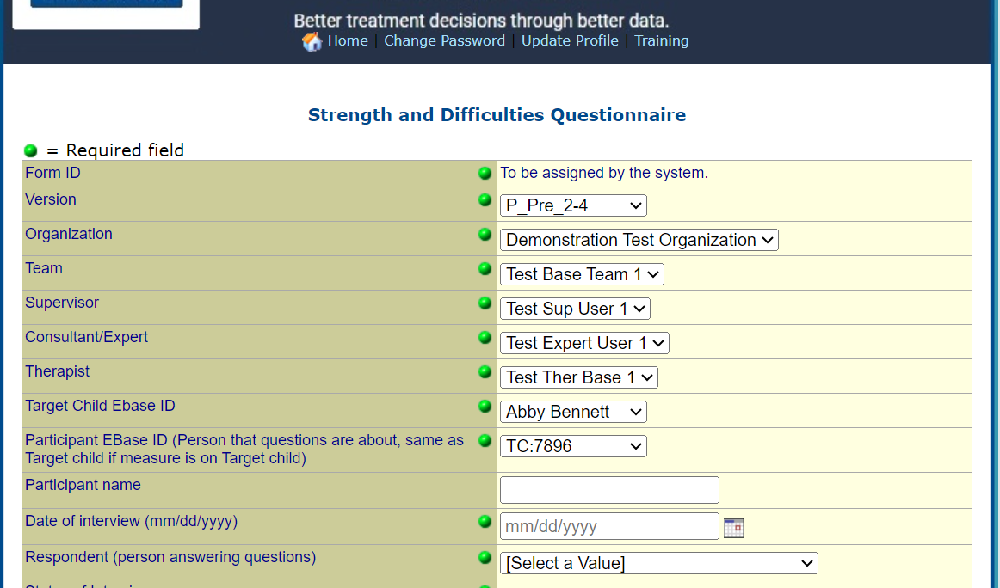 Better treatment decisions through better data.
Home | Change Password | Update Profile | Training
Strength and Difficulties Questionnaire
= Required field
Form ID To be assigned by the system.
Version P_Pre_2-4
Organization Demonstration Test Organization
Team Test Base Team 1
Supervisor Test Sup User 1
Consultant/Expert Test Expert User 1
Therapist Test Ther Base 1
Target Child Ebase ID Abby Bennett
Participant EBase ID (Person that questions are about, same as
Target child if measure is on Target child) TC:7896
Participant name
Date of interview (mm/dd/yyyy) mm/dd/yyyy
Respondent (person answering questions) [Select a Value]